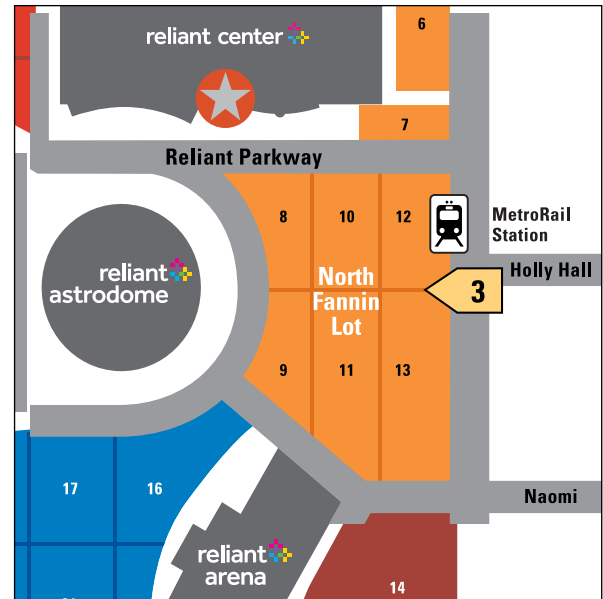 reliant center
6
7
Reliant Parkway
8
10
12
MetroRail
Station
Holly Hall
reliant
astrodome
North
Fannin
Lot
3
9
11
13
17
16
Naomi
reliant
arena
14